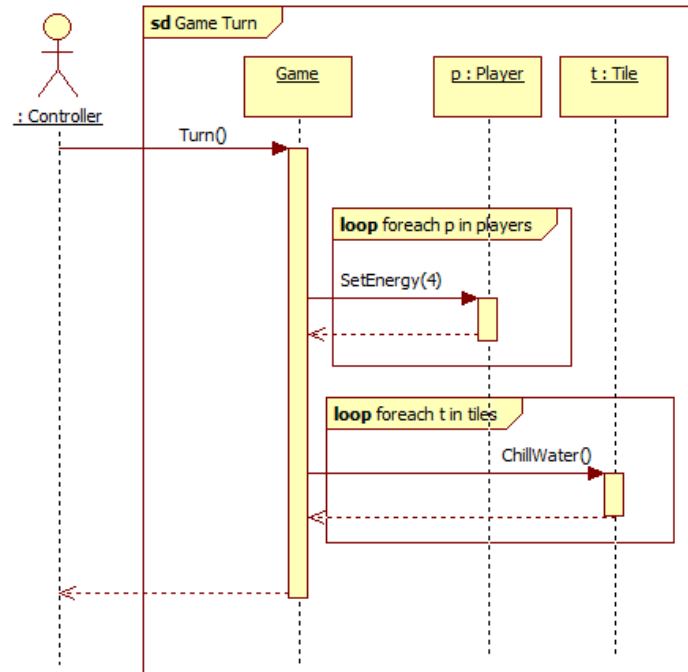 sd Game Turn
: Controller
Game
p : Player
t : Tile
Turn()
loop foreach p in players
SetEnergy(4)
loop foreach t in tiles
ChillWater()